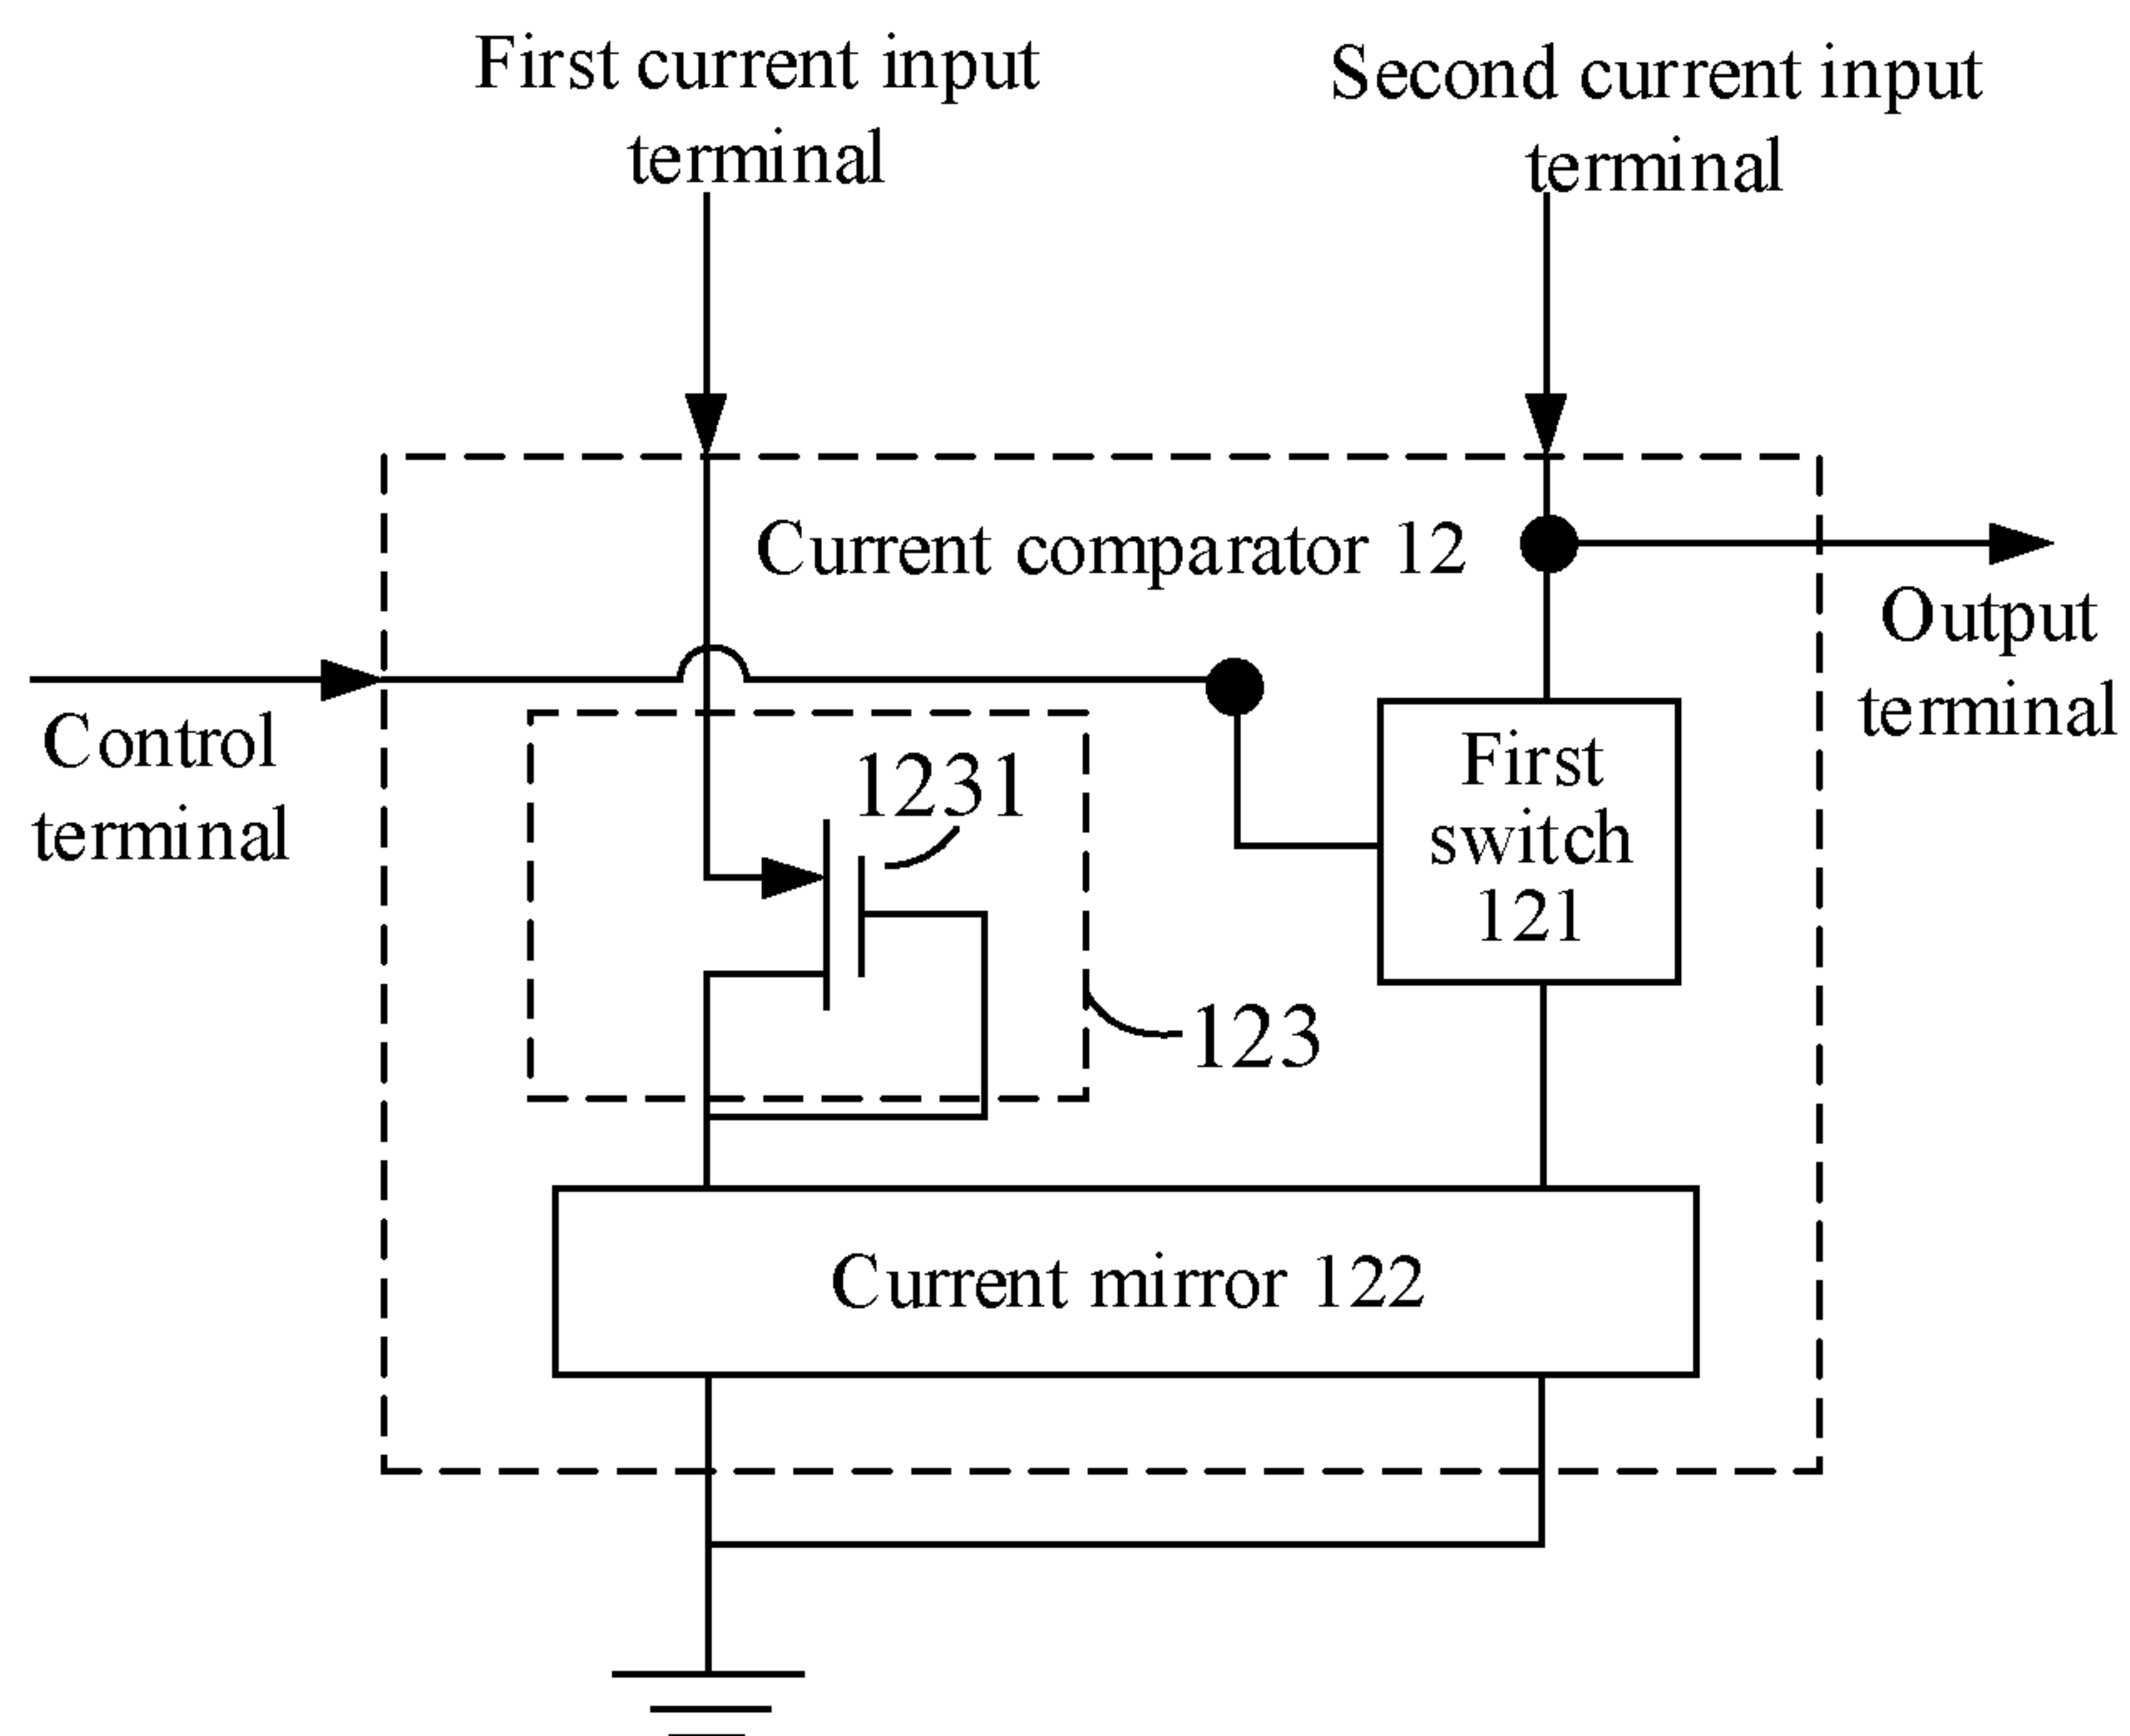 First current input
terminal
Second current input
terminal
Current comparator 12
Output
terminal
Control
terminal
1231
First
switch
121
123
Current mirror 122